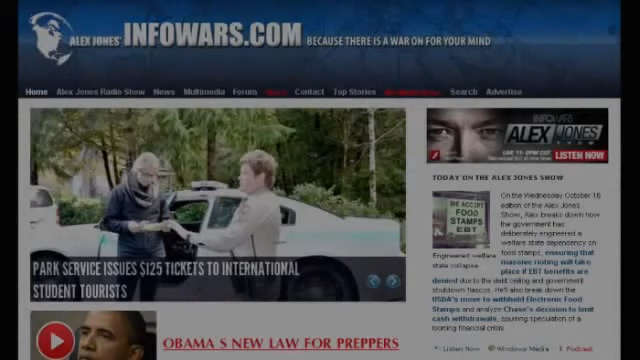 ALEX JONES' INFOWARS.COM BECAUSE THERE IS A WAR ON FOR YOUR MIND
Home Alex Jones Radio Show News Multimedia Forum Contact Top Stories Search Advertise
INFOWARS
ALEX JONES
SHOW
LISTEN NOW
TODAY ON THE ALEX JONES SHOW
WE ACCEPT
FOOD
STAMPS
EBT
Engineered welfare
state collapse.
On the Wednesday October 16
edition of the Alex Jones
Show, Alex breaks down how
the government has
deliberately engineered a
welfare state dependency on
food stamps, ensuring that
massive rioting will take
place if EBT benefits are
denied due to the debt ceiling and government
shutdown fiascos. He'll also break down the
USDA's move to withhold Electronic Food
Stamps and analyze Chase's decision to limit
cash withdrawals, spurring speculation of a
looming financial crisis.
Listen Now Windows Media Podcast
PARK SERVICE ISSUES $125 TICKETS TO INTERNATIONAL
STUDENT TOURISTS
OBAMA S NEW LAW FOR PREPPERS